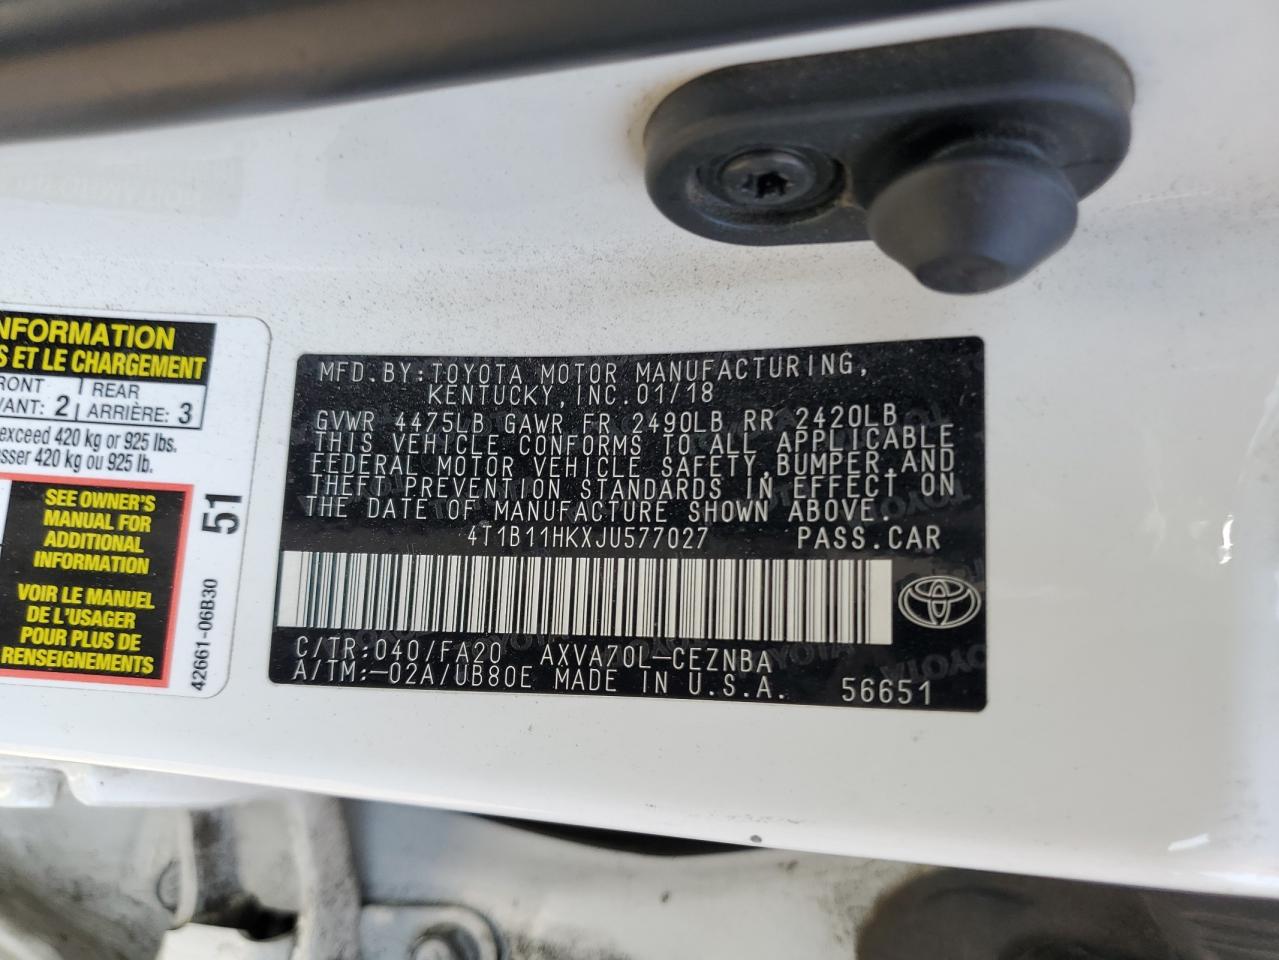 NFORMATION
S ET LE CHARGEMENT
RONT
VANT: 2
REAR
ARRIÈRE: 3
exceed 420 kg or 925 lbs.
sser 420 kg ou 925 lb.
SEE OWNER'S
MANUAL FOR
ADDITIONAL
INFORMATION
VOIR LE MANUEL
DE L'USAGER
POUR PLUS DE
RENSEIGNEMENTS
51
42661-06B30
MFD.BY:TOYOTA MOTOR MANUFACTURING,
KENTUCKY,INC.01/18
GVWR 4475LB GAWR FR 2490LB RR 2420LB
THIS VEHICLE CONFORMS TO ALL APPLICABLE
FEDERAL MOTOR VEHICLE SAFETY,BUMPER,AND
THEFT PREVENTION STANDARDS IN EFFECT ON
THE DATE OF MANUFACTURE SHOWN ABOVE.
4T1B11HKXJU577027 PASS.CAR
C/TR:040/FA20 AXVA70L-CEZNBA
A/TM:-02A/UB80E MADE IN U.S.A. 56651